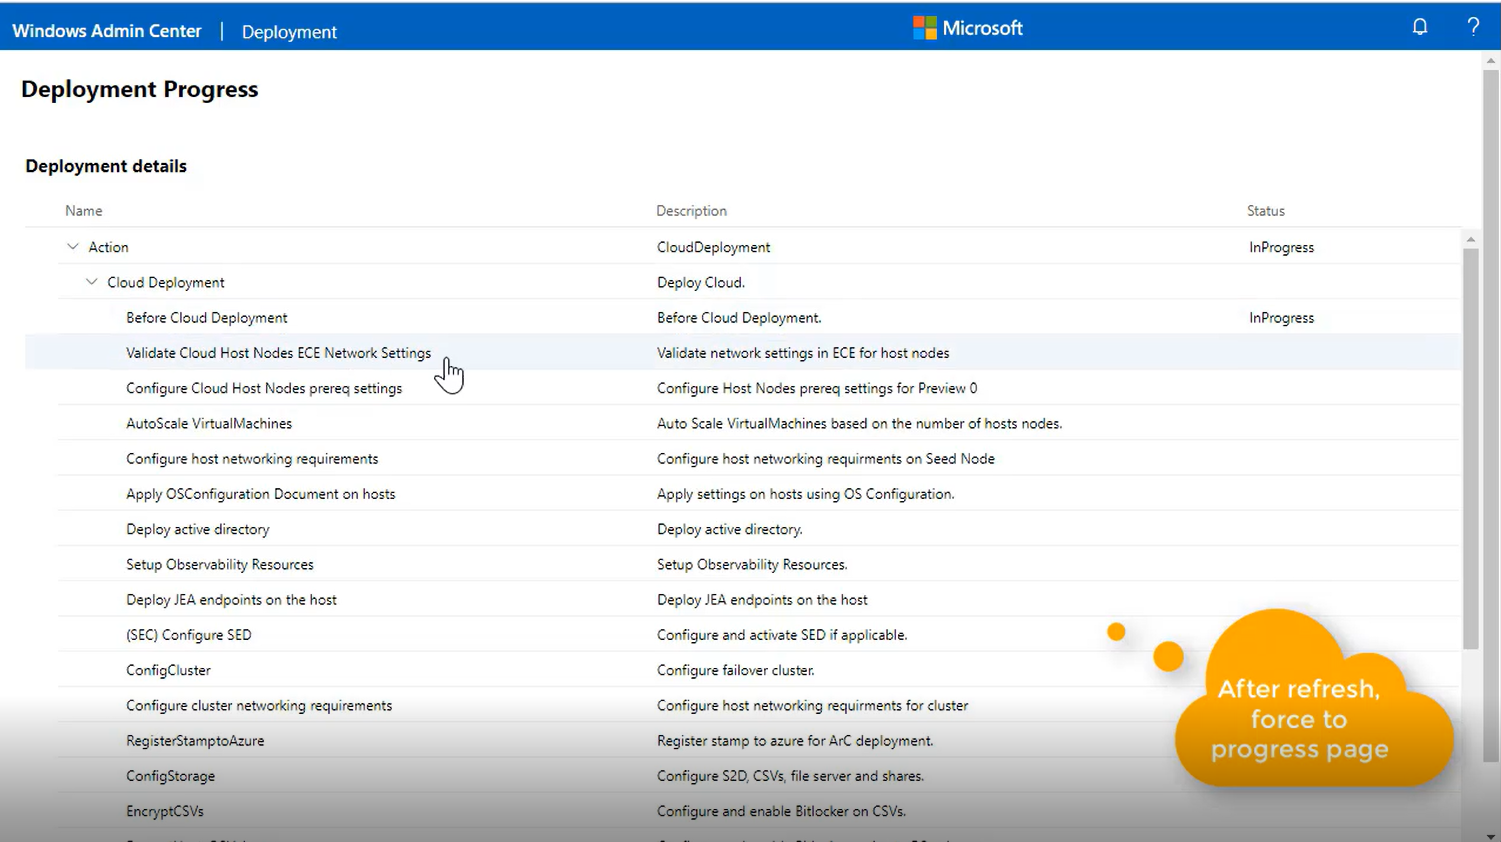 Windows Admin Center | Deployment
Microsoft
?
Deployment Progress
Deployment details
Name Description Status
Action CloudDeployment InProgress
Cloud Deployment Deploy Cloud.
Before Cloud Deployment Before Cloud Deployment. InProgress
Validate Cloud Host Nodes ECE Network Settings Validate network settings in ECE for host nodes
Configure Cloud Host Nodes prereq settings Configure Host Nodes prereq settings for Preview 0
AutoScale VirtualMachines Auto Scale VirtualMachines based on the number of hosts nodes.
Configure host networking requirements Configure host networking requirments on Seed Node
Apply OSConfiguration Document on hosts Apply settings on hosts using OS Configuration.
Deploy active directory Deploy active directory.
Setup Observability Resources Setup Observability Resources.
Deploy JEA endpoints on the host Deploy JEA endpoints on the host
(SEC) Configure SED Configure and activate SED if applicable.
ConfigCluster Configure failover cluster.
Configure cluster networking requirements Configure host networking requirments for cluster
RegisterStamptoAzure Register stamp to azure for ArC deployment.
ConfigStorage Configure S2D, CSVs, file server and shares.
EncryptCSVs Configure and enable Bitlocker on CSVs.
After refresh,
force to
progress page